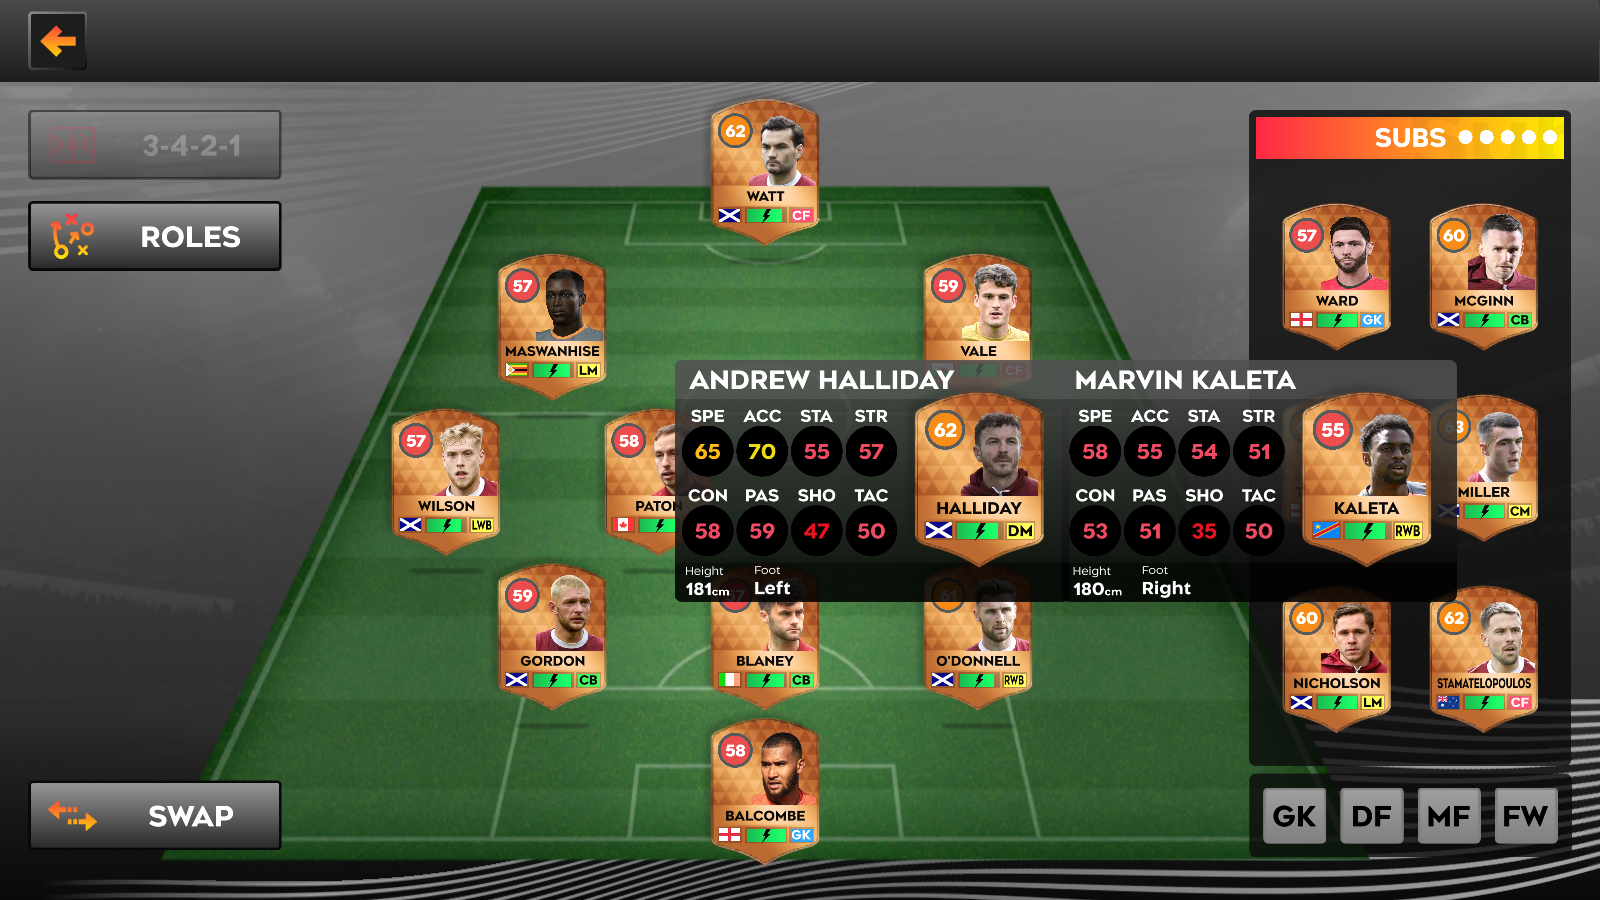 3-4-2-1
ROLES
62
WATT
CF
57
MASWANHISE
LM
59
VALE
CF
57
WILSON
LWB
58
PATON
ANDREW HALLIDAY
SPE ACC STA STR
65 70 55 57
CON PAS SHO TAC
58 59 47 50
Height Foot
181cm Left
62
HALLIDAY
DM
MARVIN KALETA
SPE ACC STA STR
58 55 54 51
CON PAS SHO TAC
53 51 35 50
Height Foot
180cm Right
55
KALETA
RWB
59
GORDON
CB
BLANEY
CB
61
O'DONNELL
RWB
58
BALCOMBE
GK
SUBS
57
WARD
GK
60
MCGINN
CB
MILLER
CM
60
NICHOLSON
LM
62
STAMATELOPOULOS
CF
GK DF MF FW
SWAP